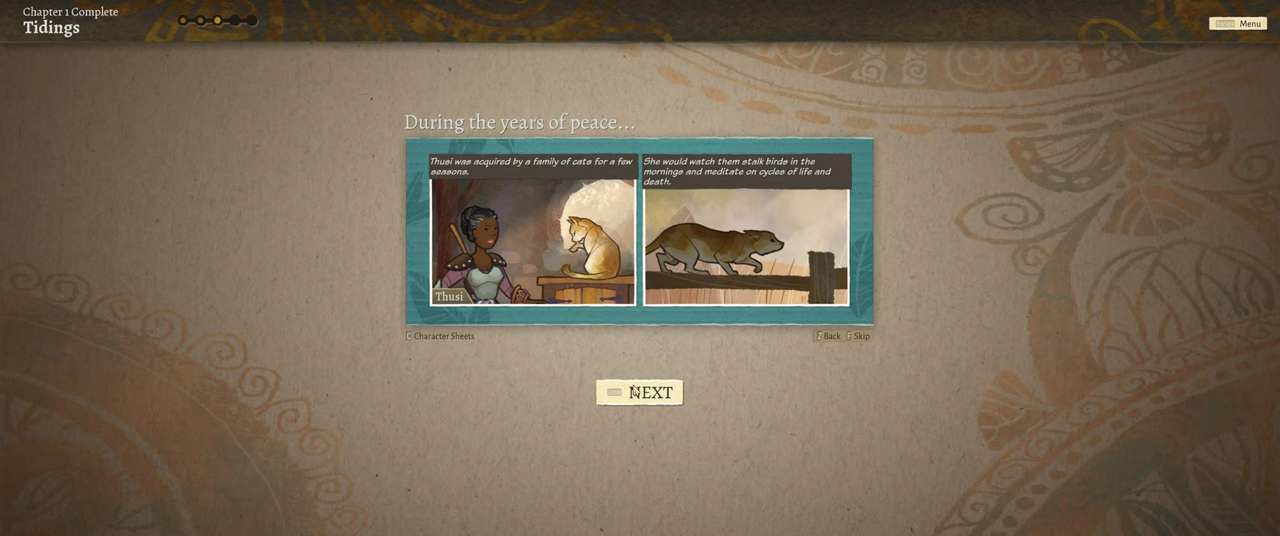 Chapter 1 Complete
Tidings
Menu
During the years of peace...
Thusi was acquired by a family of cats for a few
seasons.
She would watch them stalk birds in the
mornings and meditate on cycles of life and
death.
Thusi
C Character Sheets
Z Back F Skip
NEXT